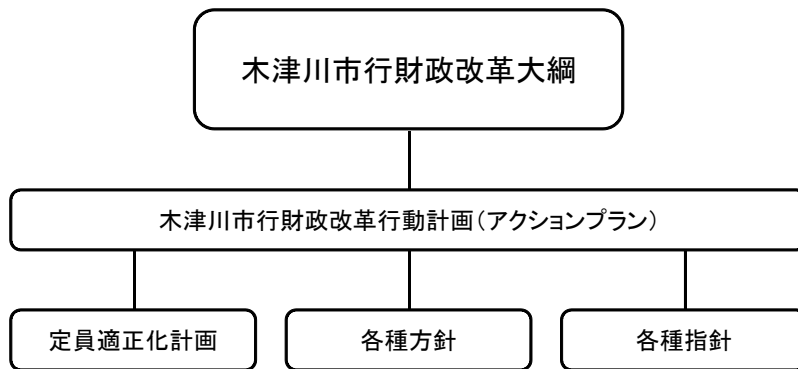 木津川市行財政改革大綱
木津川市行財政改革行動計画（アクションプラン）
定員適正化計画
各種方針
各種指針